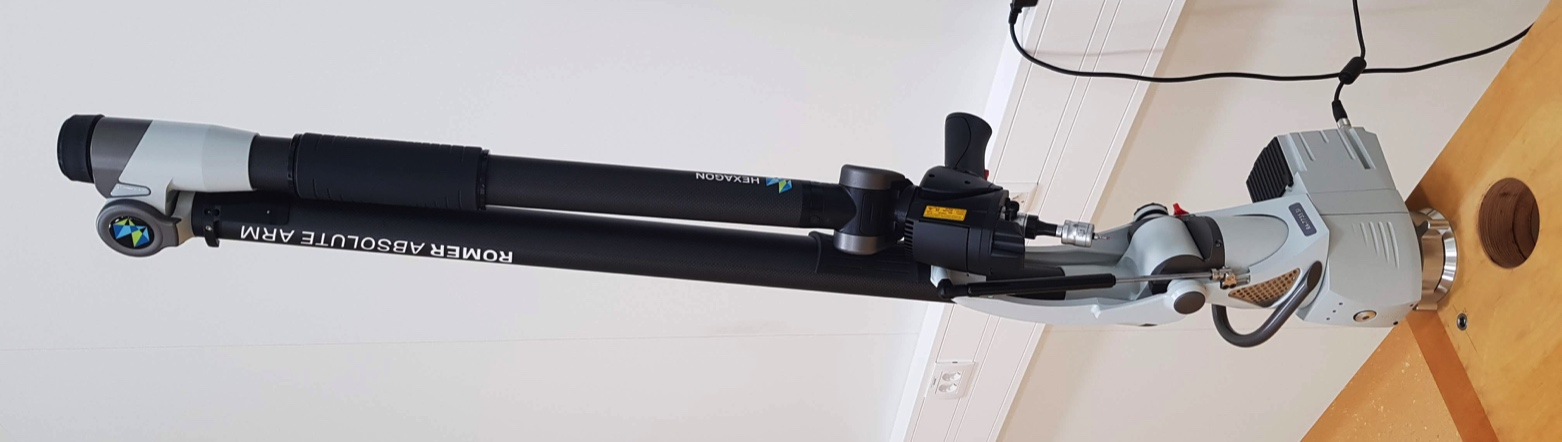 ROMER ABSOLUTE ARM
HEXAGON